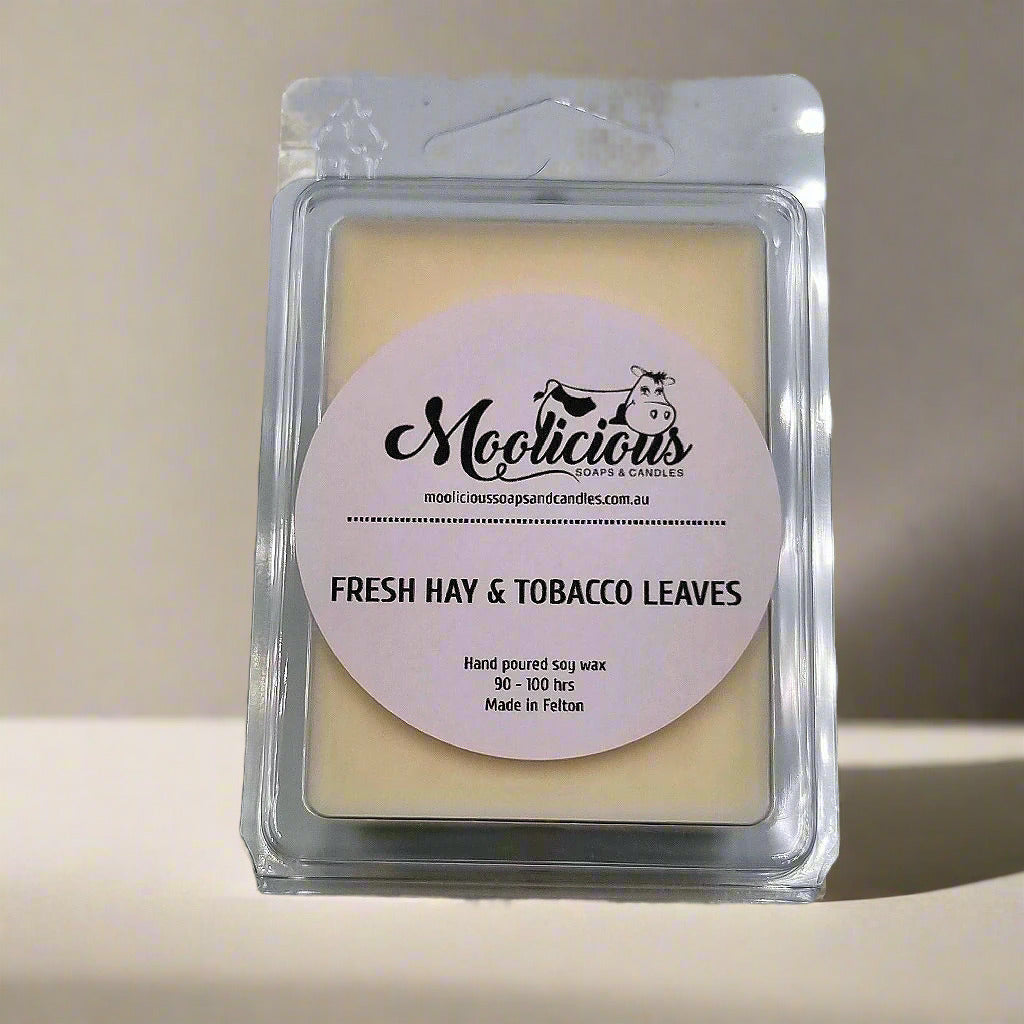 Moolicious
SOAPS & CANDLES
moolicioussoapsandcandles.com.au
FRESH HAY & TOBACCO LEAVES
Hand poured soy wax
90 - 100 hrs
Made in Felton